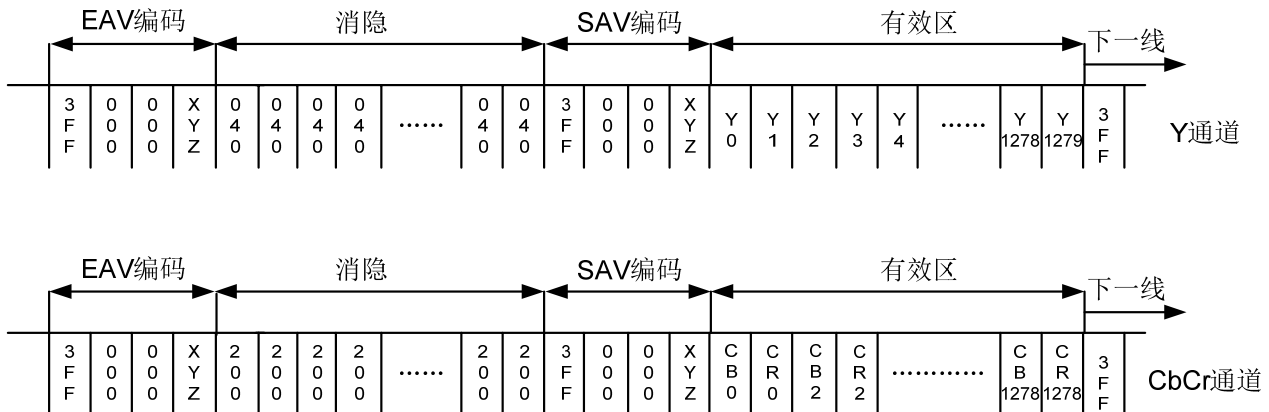 EAV编码 消隐 SAV编码 有效区 下一线
3FF 000 000 XYZ 040 040 040 040 …… 040 040 3FF 000 000 XYZ Y0 Y1 Y2 Y3 Y4 …… Y1278 Y1279 3FF Y通道
EAV编码 消隐 SAV编码 有效区 下一线
3FF 000 000 XYZ 200 200 200 200 …… 200 200 3FF 000 000 XYZ CB0 CR0 CB2 CR2 ………… CB1278 CR1278 3FF CbCr通道